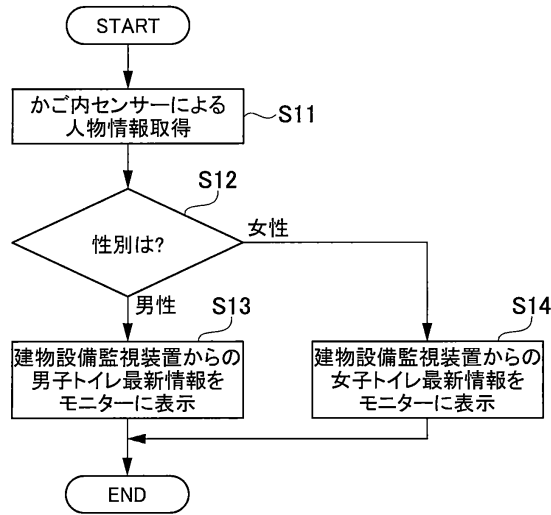 START
かご内センサーによる
人物情報取得
S11
S12
性別は?
女性
男性
S13
建物設備監視装置からの
男子トイレ最新情報を
モニターに表示
S14
建物設備監視装置からの
女子トイレ最新情報を
モニターに表示
END